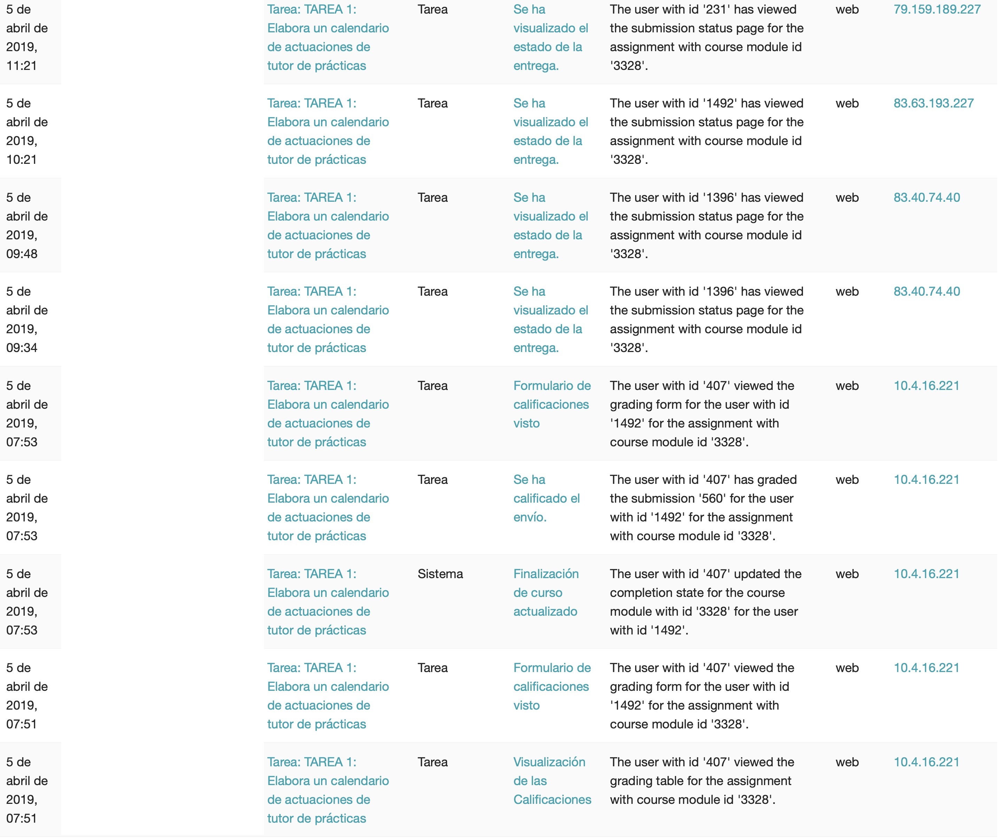 5 de Tarea: TAREA 1: Tarea Se ha The user with id '231' has viewed web 79.159.189.227
abril de Elabora un calendario visualizado el the submission status page for the
2019, de actuaciones de estado de la assignment with course module id
11:21 tutor de prácticas entrega. '3328'.
5 de Tarea: TAREA 1: Tarea Se ha The user with id '1492' has viewed web 83.63.193.227
abril de Elabora un calendario visualizado el the submission status page for the
2019, de actuaciones de estado de la assignment with course module id
10:21 tutor de prácticas entrega. '3328'.
5 de Tarea: TAREA 1: Tarea Se ha The user with id '1396' has viewed web 83.40.74.40
abril de Elabora un calendario visualizado el the submission status page for the
2019, de actuaciones de estado de la assignment with course module id
09:48 tutor de prácticas entrega. '3328'.
5 de Tarea: TAREA 1: Tarea Se ha The user with id '1396' has viewed web 83.40.74.40
abril de Elabora un calendario visualizado el the submission status page for the
2019, de actuaciones de estado de la assignment with course module id
09:34 tutor de prácticas entrega. '3328'.
5 de Tarea: TAREA 1: Tarea Formulario de The user with id '407' viewed the web 10.4.16.221
abril de Elabora un calendario calificaciones grading form for the user with id
2019, de actuaciones de visto '1492' for the assignment with
07:53 tutor de prácticas course module id '3328'.
5 de Tarea: TAREA 1: Tarea Se ha The user with id '407' has graded web 10.4.16.221
abril de Elabora un calendario calificado el the submission '560' for the user
2019, de actuaciones de envío. with id '1492' for the assignment
07:53 tutor de prácticas with course module id '3328'.
5 de Tarea: TAREA 1: Sistema Finalización The user with id '407' updated the web 10.4.16.221
abril de Elabora un calendario de curso completion state for the course
2019, de actuaciones de actualizado module with id '3328' for the user
07:53 tutor de prácticas with id '1492'.
5 de Tarea: TAREA 1: Tarea Formulario de The user with id '407' viewed the web 10.4.16.221
abril de Elabora un calendario calificaciones grading form for the user with id
2019, de actuaciones de visto '1492' for the assignment with
07:51 tutor de prácticas course module id '3328'.
5 de Tarea: TAREA 1: Tarea Visualización The user with id '407' viewed the web 10.4.16.221
abril de Elabora un calendario de las grading table for the assignment
2019, de actuaciones de Calificaciones with course module id '3328'.
07:51 tutor de prácticas